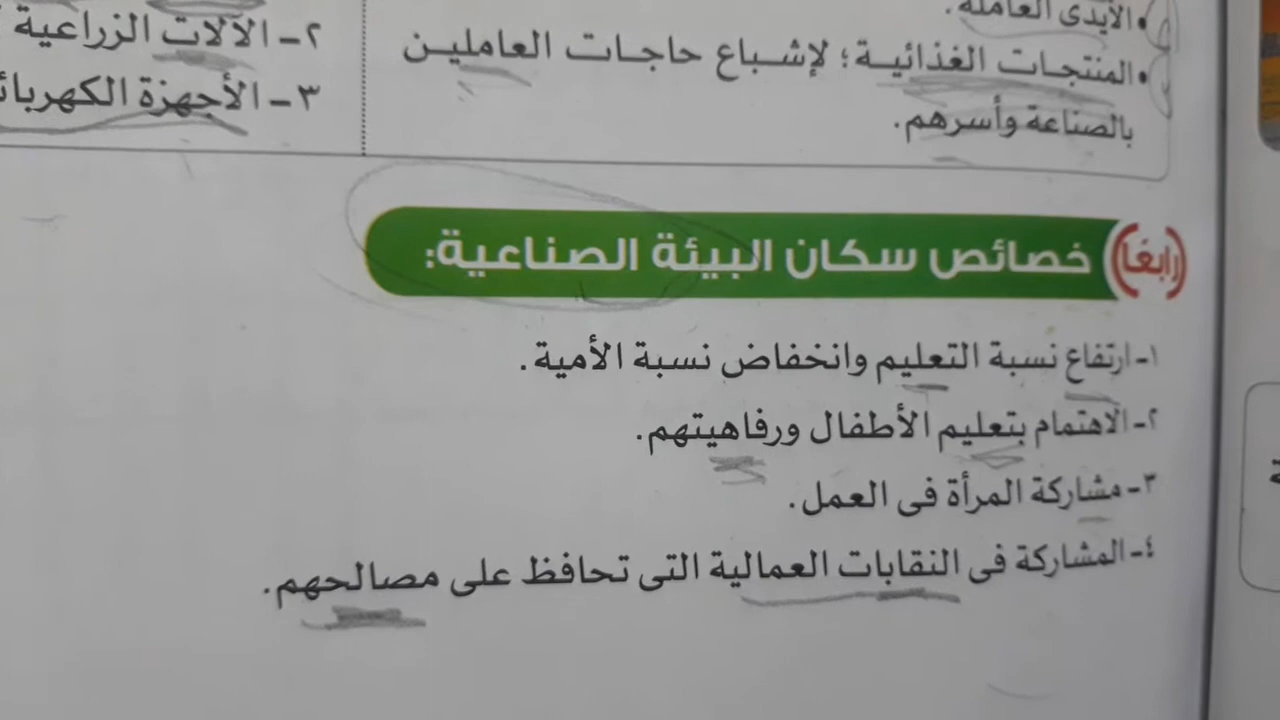 • الأيدى العاملة.
• المنتجات الغذائية؛ لإشباع حاجات العاملين
بالصناعة وأسرهم.
٢- الآلات الزراعية
٣- الأجهزة
(رابعًا) خصائص سكان البيئة الصناعية:
١- ارتفاع نسبة التعليم وانخفاض نسبة الأمية.
٢- الاهتمام بتعليم الأطفال ورفاهيتهم.
٣- مشاركة المرأة فى العمل.
٤- المشاركة فى النقابات العمالية التى تحافظ على مصالحهم.